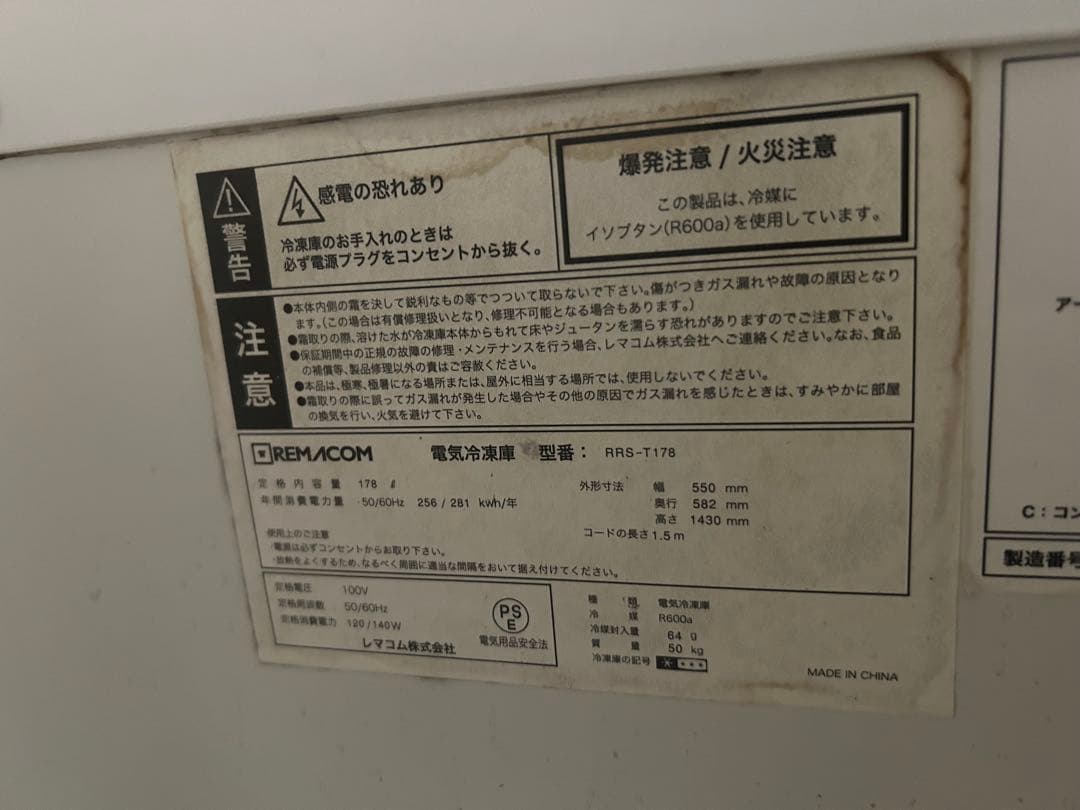 警告
感電の恐れあり
冷凍庫のお手入れのときは
必ず電源プラグをコンセントから抜く。
爆発注意 / 火災注意
この製品は、冷媒に
イソブタン(R600a)を使用しています。
注意
●本体内側の霜を決して鋭利なもの等でつついて取らないで下さい。傷がつきガス漏れや故障の原因となり
ます。(この場合は有償修理扱いとなり、修理不可能となる場合もあります。)
●霜取りの際、溶けた水が冷凍庫本体からもれて床やジュータンを濡らす恐れがありますのでご注意下さい。
●保証期間中の正規の故障の修理・メンテナンスを行う場合、レマコム株式会社へご連絡ください。なお、食品
の補償等、製品修理以外の責はご容赦ください。
●本品は、極寒、極暑になる場所または、屋外に相当する場所では、使用しないでください。
●霜取りの際に誤ってガス漏れが発生した場合やその他の原因でガス漏れを感じたときは、すみやかに部屋
の換気を行い、火気を避けて下さい。
REMACOM 電気冷凍庫 型番: RRS-T178
定格内容量 178 ℓ
年間消費電力量 50/60Hz 256 / 281 kwh/年
外形寸法 幅 550 mm
奥行 582 mm
高さ 1430 mm
コードの長さ1.5m
使用上のご注意
・電源は必ずコンセントからお取り下さい。
・放熱をよくするため、なるべく周囲に適当な間隔をおいて据え付けてください。
定格電圧 100V
定格周波数 50/60Hz
定格消費電力 120/140W
レマコム株式会社
PS
E
電気用品安全法
種類 電気冷凍庫
冷媒 R600a
冷媒封入量 64 g
質量 50 kg
冷凍庫の記号 ＊＊＊＊
MADE IN CHINA
アー
C:コン
製造番号